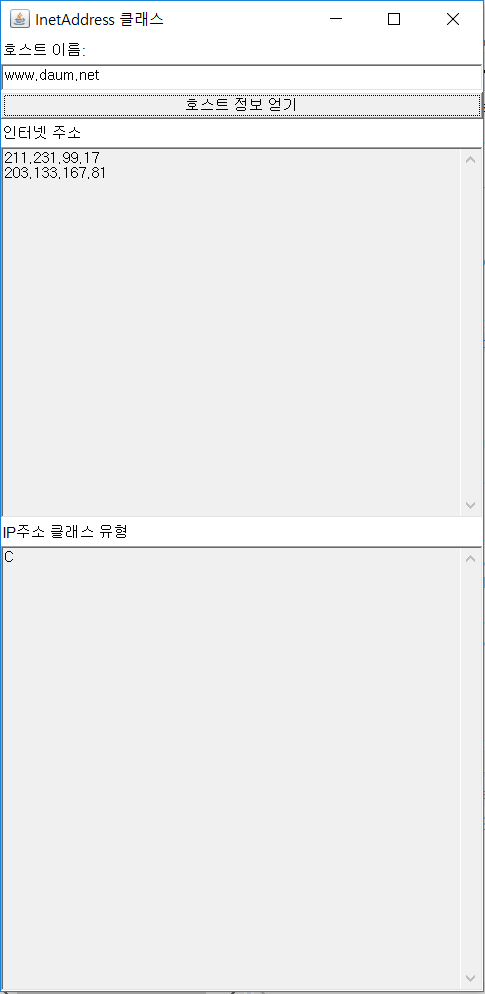 InetAddress 클래스
호스트 이름:
www.daum.net
호스트 정보 얻기
인터넷 주소
211.231.99.17
203.133.167.81
IP주소 클래스 유형
C